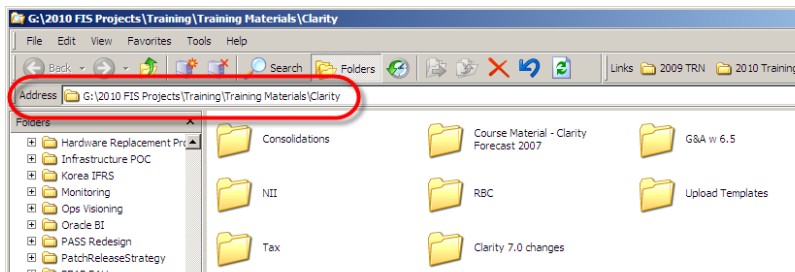 G:\2010 FIS Projects\Training\Training Materials\Clarity
File Edit View Favorites Tools Help
Back Search Folders Links 2009 TRN 2010 Training
Address G:\2010 FIS Projects\Training\Training Materials\Clarity
Folders
Hardware Replacement Prc
Infrastructure POC
Korea IFRS
Monitoring
Ops Visioning
Oracle BI
PASS Redesign
PatchReleaseStrategy
Consolidations
Course Material - Clarity
Forecast 2007
G&A w 6.5
NII
RBC
Upload Templates
Tax
Clarity 7.0 changes